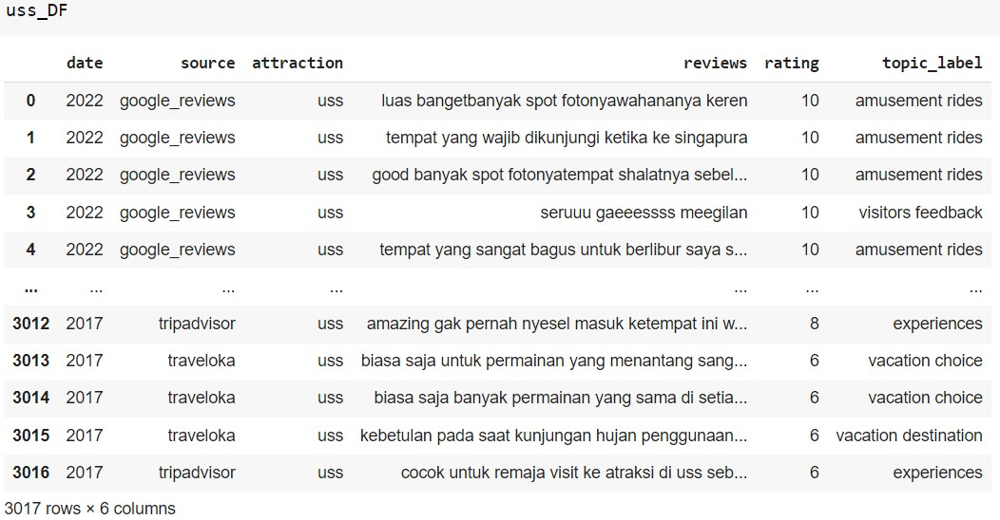 uss_DF
date source attraction reviews rating topic_label
0 2022 google_reviews uss luas bangetbanyak spot fotonyawahananya keren 10 amusement rides
1 2022 google_reviews uss tempat yang wajib dikunjungi ketika ke singapura 10 amusement rides
2 2022 google_reviews uss good banyak spot fotonyatempat shalatnya sebel... 10 amusement rides
3 2022 google_reviews uss seruuu gaeeessss meegilan 10 visitors feedback
4 2022 google_reviews uss tempat yang sangat bagus untuk berlibur saya s... 10 amusement rides
... ... ... ... ... ... ...
3012 2017 tripadvisor uss amazing gak pernah nyesel masuk ketempat ini w... 8 experiences
3013 2017 traveloka uss biasa saja untuk permainan yang menantang sang... 6 vacation choice
3014 2017 traveloka uss biasa saja banyak permainan yang sama di setia... 6 vacation choice
3015 2017 traveloka uss kebetulan pada saat kunjungan hujan penggunaan... 6 vacation destination
3016 2017 tripadvisor uss cocok untuk remaja visit ke atraksi di uss seb... 6 experiences
3017 rows × 6 columns